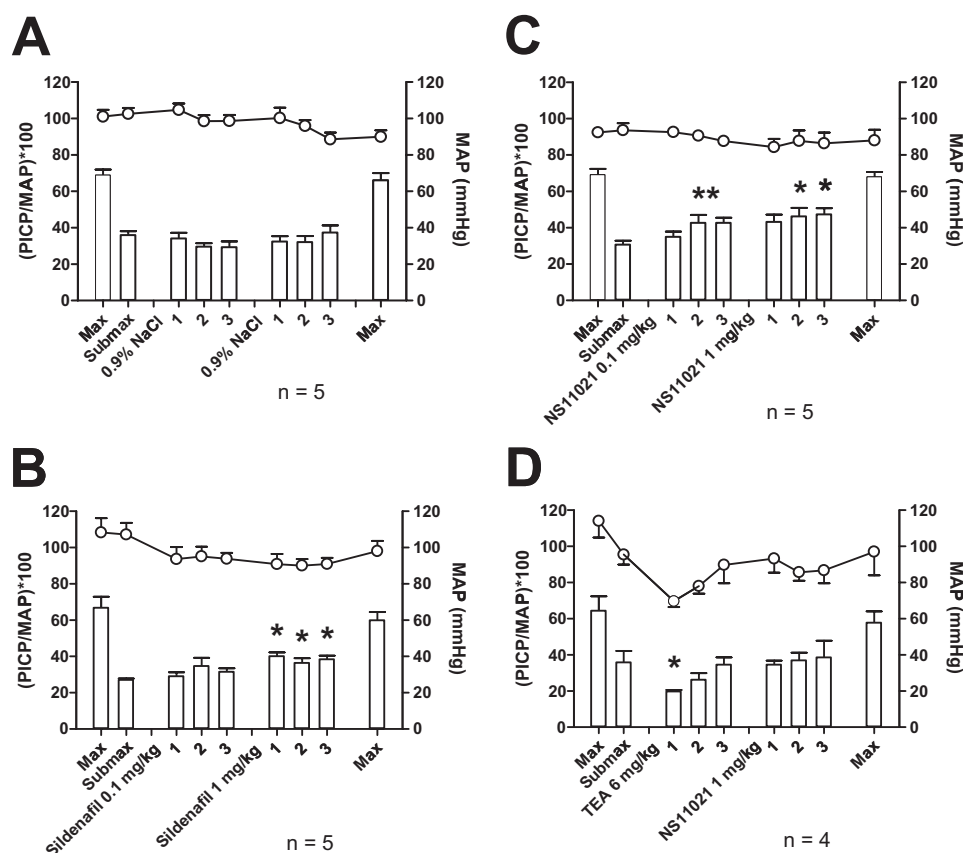 A
120
100
80
60
40
20
0
(PICP/MAP)*100
120
100
80
60
40
20
0
MAP (mmHg)
Max
Submax
0.9% NaCl
1
2
3
0.9% NaCl
1
2
3
Max
n = 5
C
120
100
80
60
40
20
0
(PICP/MAP)*100
**
*
*
120
100
80
60
40
20
0
MAP (mmHg)
Max
Submax
NS11021 0.1 mg/kg
1
2
3
NS11021 1 mg/kg
1
2
3
Max
n = 5
B
120
100
80
60
40
20
0
(PICP/MAP)*100
*
*
*
120
100
80
60
40
20
0
MAP (mmHg)
Max
Submax
Sildenafil 0.1 mg/kg
1
2
3
Sildenafil 1 mg/kg
1
2
3
Max
n = 5
D
120
100
80
60
40
20
0
(PICP/MAP)*100
*
120
100
80
60
40
20
0
MAP (mmHg)
Max
Submax
TEA 6 mg/kg
1
2
3
NS11021 1 mg/kg
1
2
3
Max
n = 4